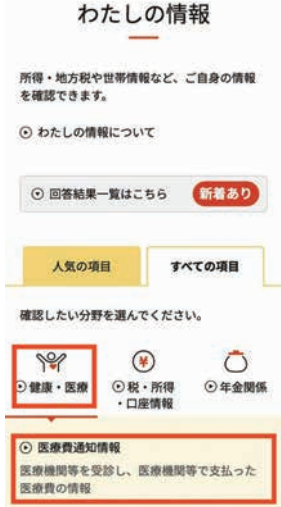 わたしの情報
所得・地方税や世帯情報など、ご自身の情報
を確認できます。
わたしの情報について
回答結果一覧はこちら 新着あり
人気の項目 すべての項目
確認したい分野を選んでください。
健康・医療 税・所得 年金関係
・口座情報
医療費通知情報
医療機関等を受診し、医療機関等で支払った
医療費の情報